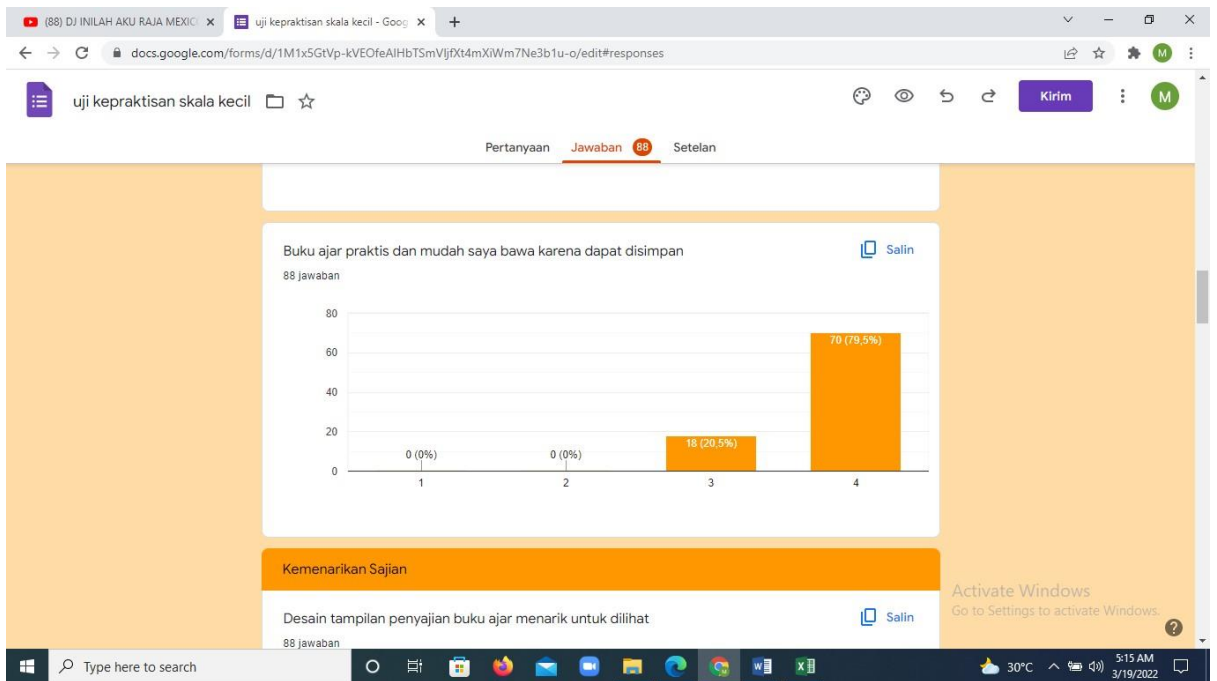 (88) DJ INILAH AKU RAJA MEXIC
uji kepraktisan skala kecil - Goog
docs.google.com/forms/d/1M1x5GtVp-kVEOfeAIHbTSmVIjfXt4mXiWm7Ne3b1u-o/edit#responses
M
uji kepraktisan skala kecil
Kirim
M
Pertanyaan Jawaban 88 Setelan
Buku ajar praktis dan mudah saya bawa karena dapat disimpan
Salin
88 jawaban
80
60
40
20
0
0 (0%)
0 (0%)
18 (20,5%)
70 (79,5%)
1 2 3 4
Kemenarikan Sajian
Desain tampilan penyajian buku ajar menarik untuk dilihat
Salin
88 jawaban
Activate Windows
Go to Settings to activate Windows.
Type here to search
30°C
5:15 AM
3/19/2022